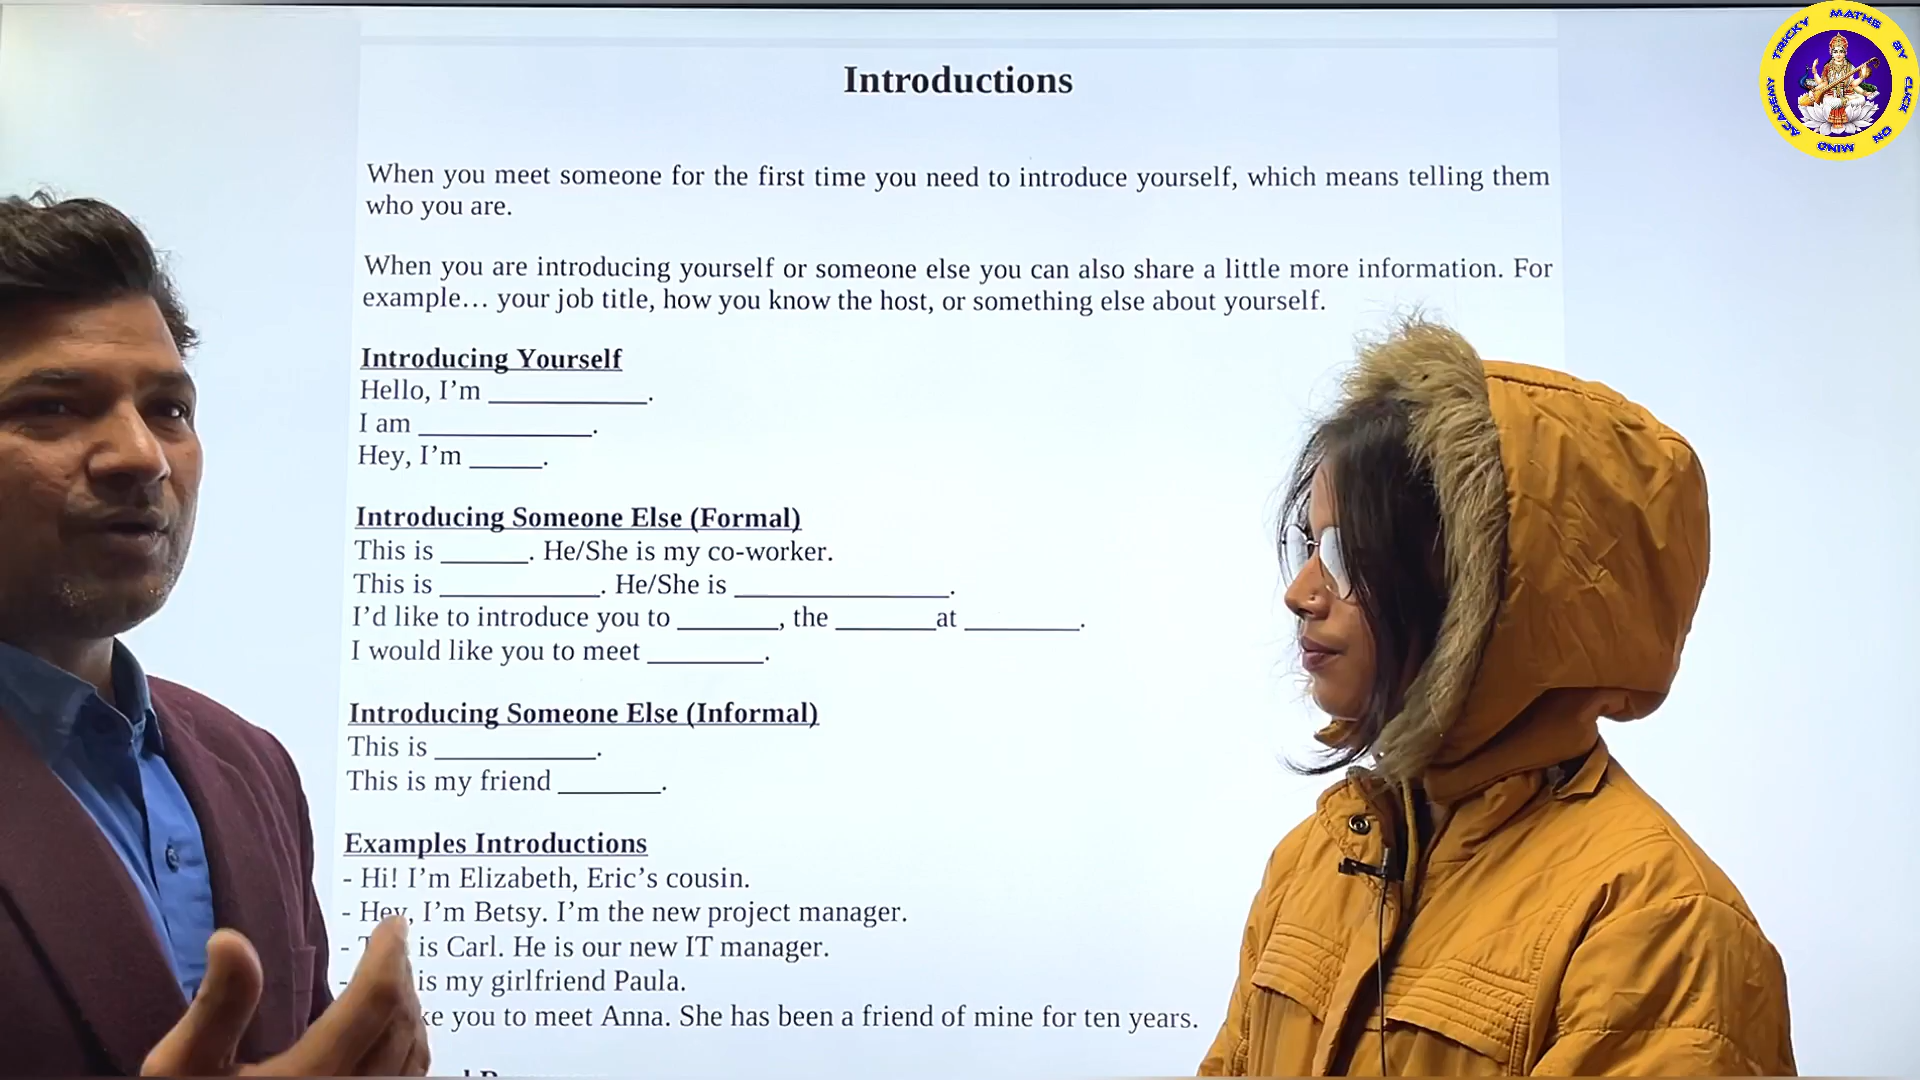 Introductions
When you meet someone for the first time you need to introduce yourself, which means telling them
who you are.
When you are introducing yourself or someone else you can also share a little more information. For
example… your job title, how you know the host, or something else about yourself.
Introducing Yourself
Hello, I’m ___________.
I am ____________.
Hey, I’m _____.
Introducing Someone Else (Formal)
This is ______. He/She is my co-worker.
This is ___________. He/She is _______________.
I’d like to introduce you to _______, the _______at ________.
I would like you to meet ________.
Introducing Someone Else (Informal)
This is ___________.
This is my friend _______.
Examples Introductions
- Hi! I’m Elizabeth, Eric’s cousin.
- Hey, I’m Betsy. I’m the new project manager.
- is Carl. He is our new IT manager.
- is my girlfriend Paula.
you to meet Anna. She has been a friend of mine for ten years.
TRICKY MATHS BY CLICK ON MIND ACADEMY